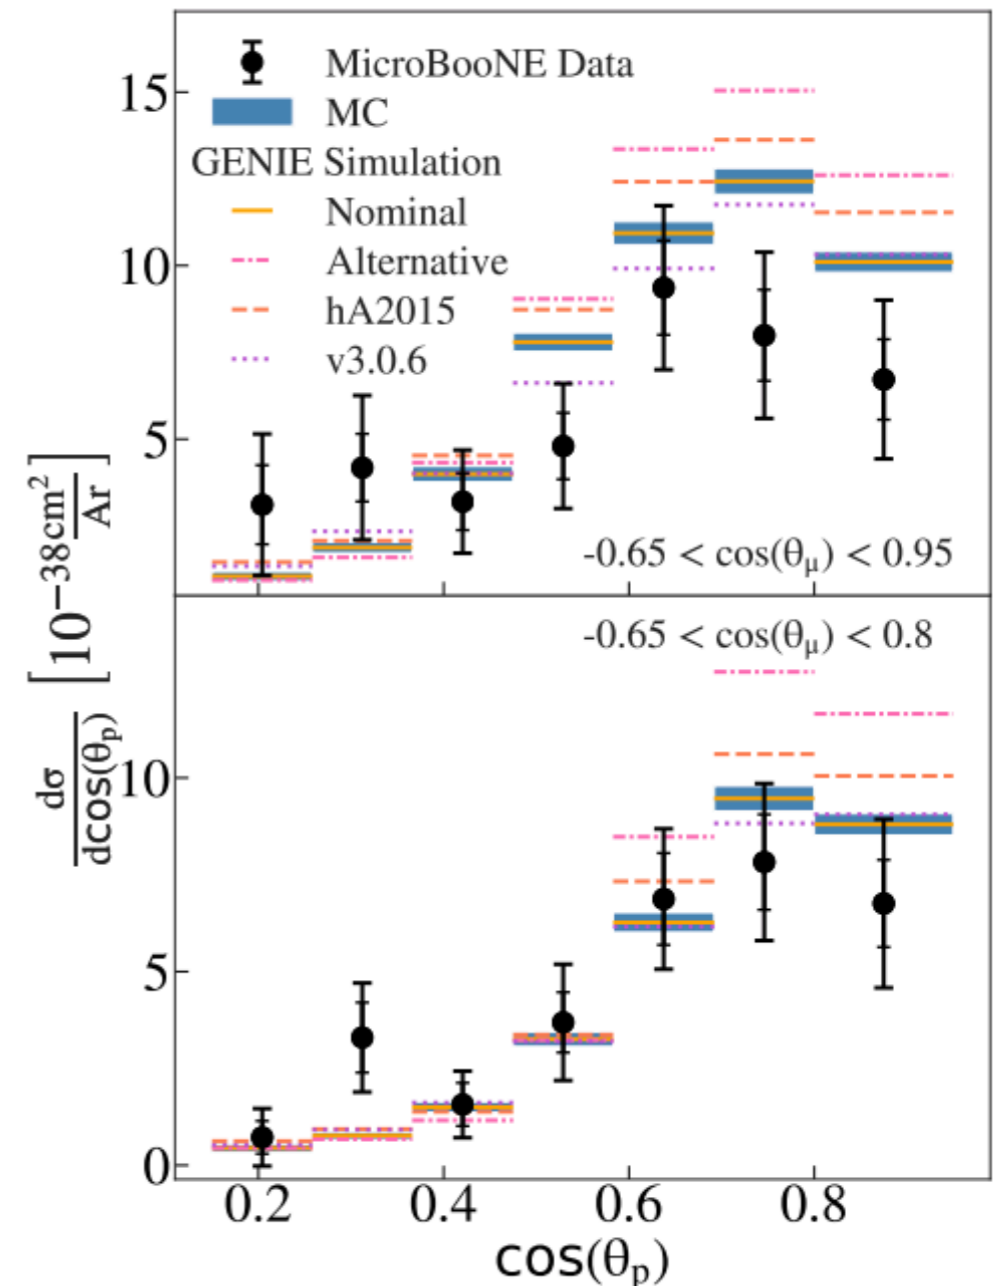 MicroBooNE Data
MC
GENIE Simulation
Nominal
Alternative
hA2015
v3.0.6
15
10
5
-0.65 < cos(θμ) < 0.95
-0.65 < cos(θμ) < 0.8
10
5
0
dσ/dcos(θp) [10−38 cm2/Ar]
0.2 0.4 0.6 0.8
cos(θp)